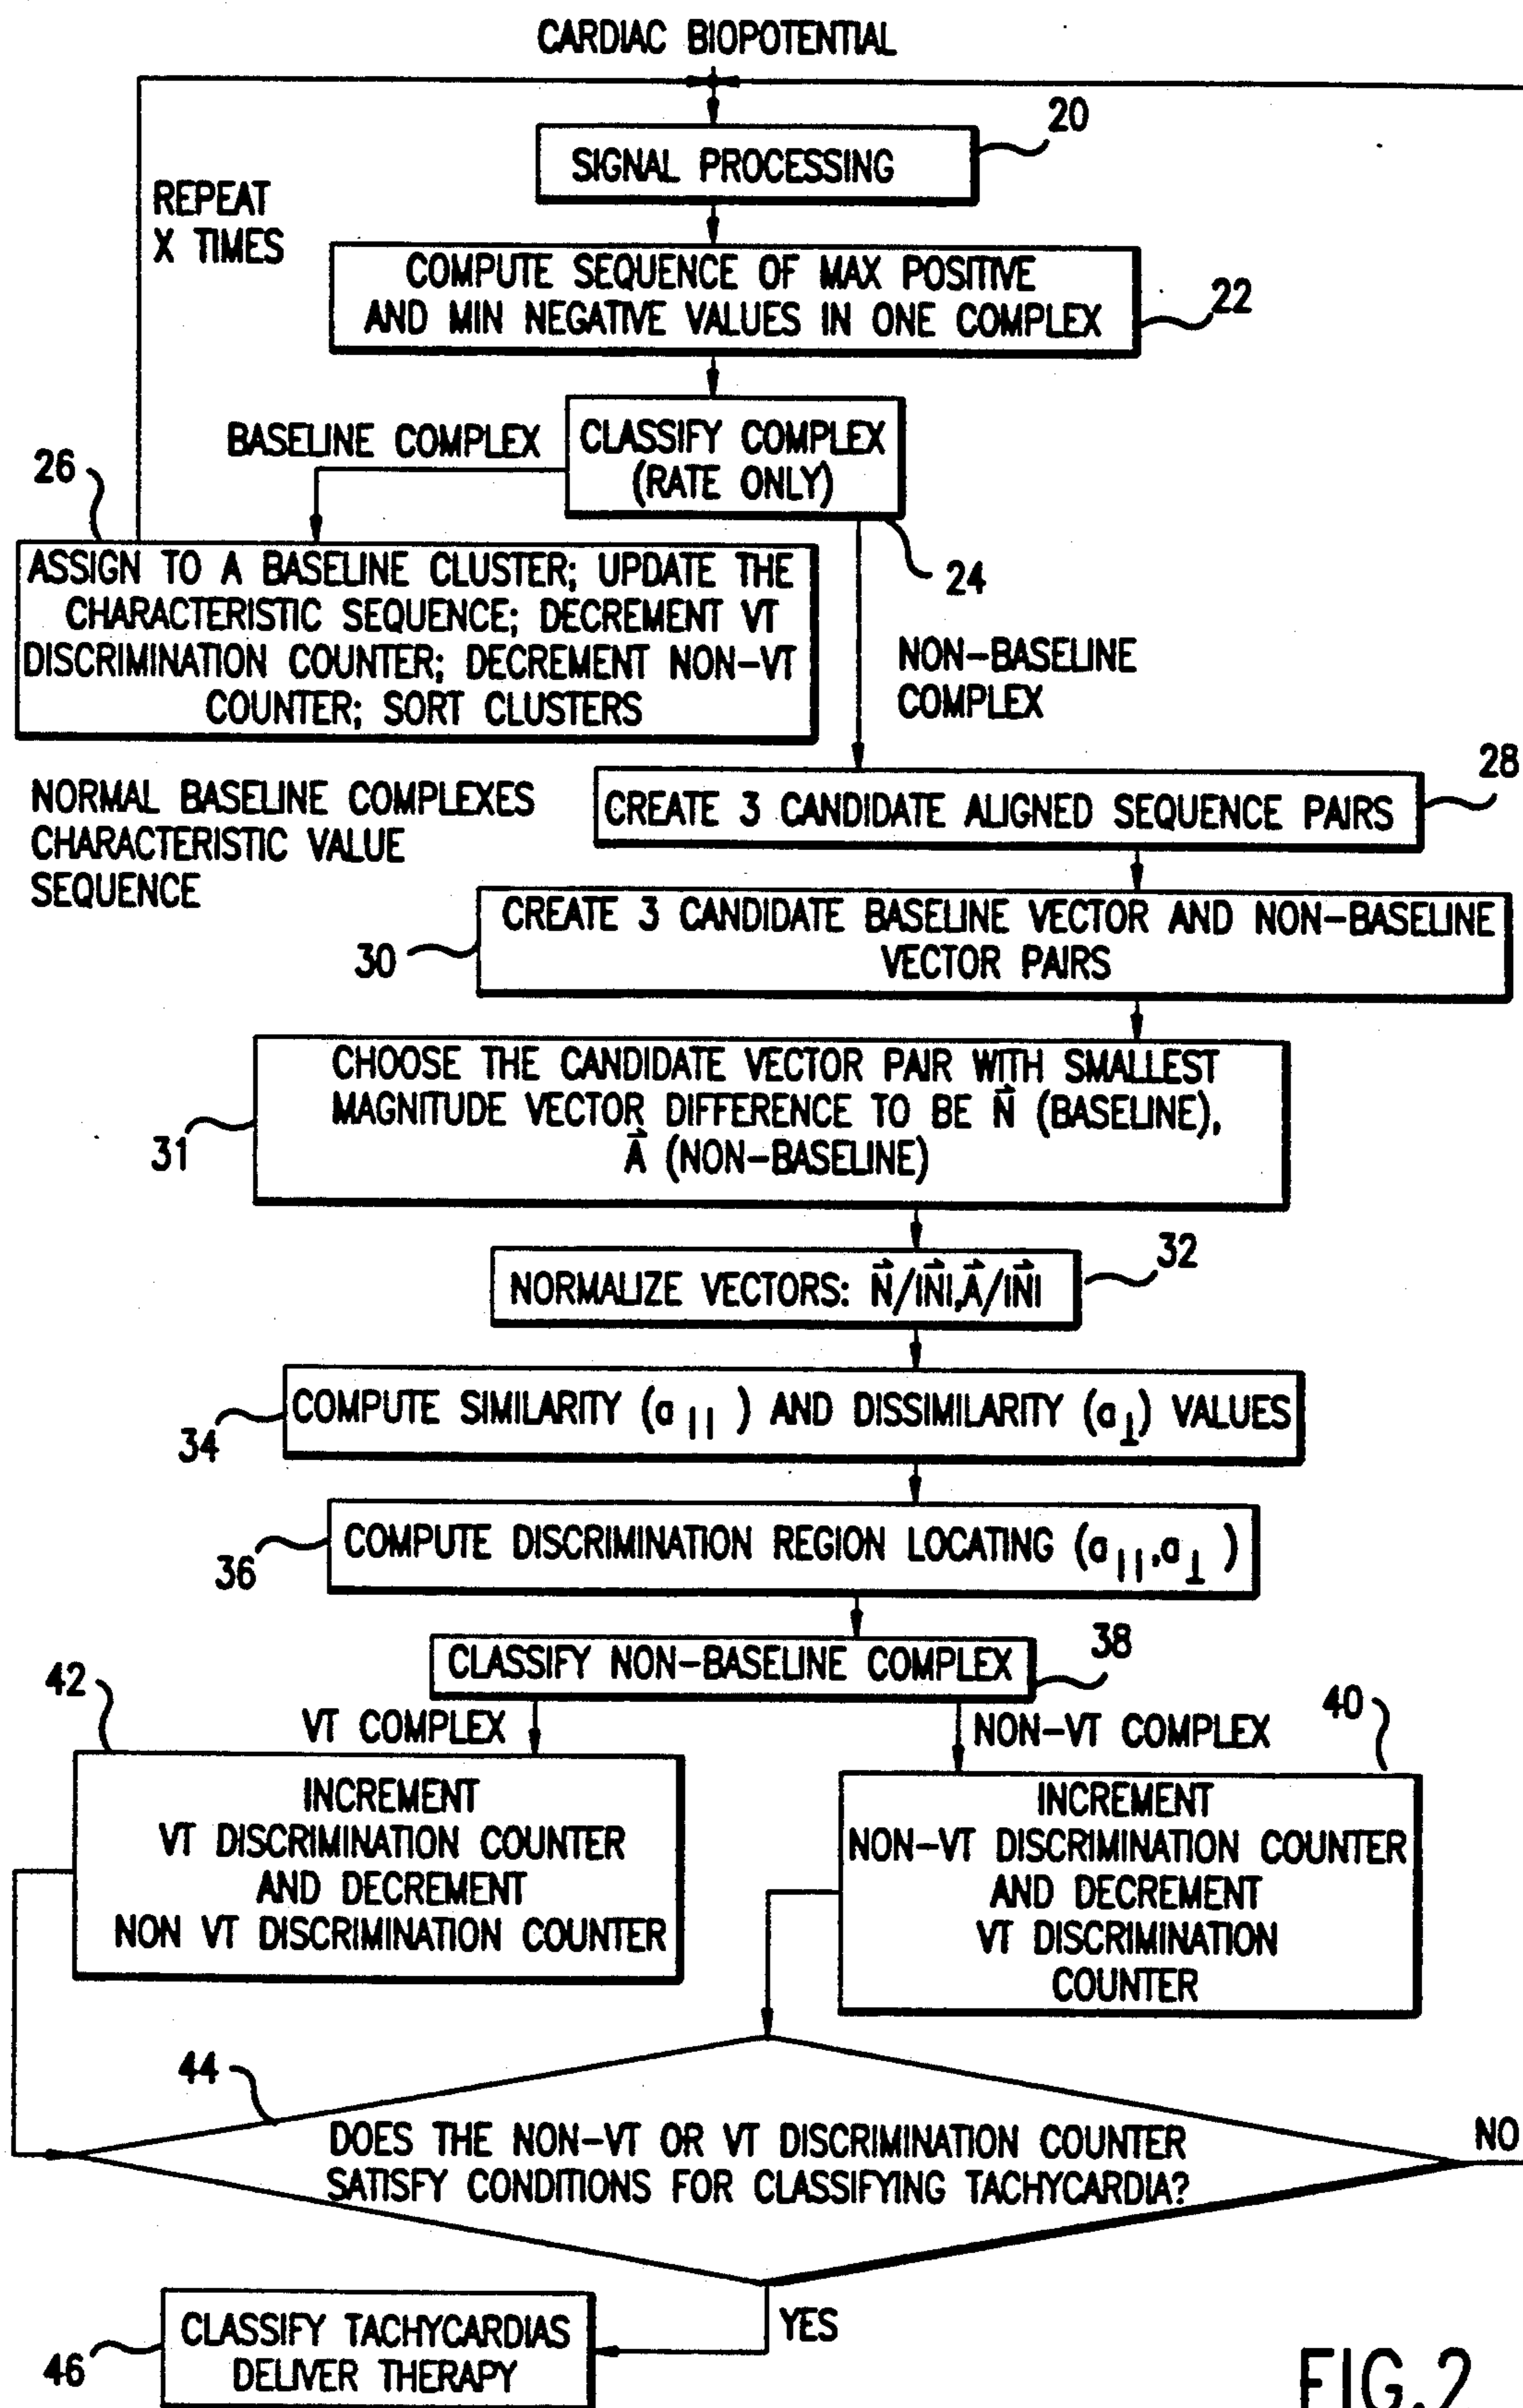 CARDIAC BIOPOTENTIAL
20
SIGNAL PROCESSING
REPEAT
X TIMES
COMPUTE SEQUENCE OF MAX POSITIVE
AND MIN NEGATIVE VALUES IN ONE COMPLEX
22
BASELINE COMPLEX
CLASSIFY COMPLEX
(RATE ONLY)
26
24
ASSIGN TO A BASELINE CLUSTER; UPDATE THE
CHARACTERISTIC SEQUENCE; DECREMENT VT
DISCRIMINATION COUNTER; DECREMENT NON-VT
COUNTER; SORT CLUSTERS
NON-BASELINE
COMPLEX
28
NORMAL BASELINE COMPLEXES
CHARACTERISTIC VALUE
SEQUENCE
CREATE 3 CANDIDATE ALIGNED SEQUENCE PAIRS
CREATE 3 CANDIDATE BASELINE VECTOR AND NON-BASELINE
VECTOR PAIRS
30
CHOOSE THE CANDIDATE VECTOR PAIR WITH SMALLEST
MAGNITUDE VECTOR DIFFERENCE TO BE N⃗ (BASELINE),
A⃗ (NON-BASELINE)
31
32
NORMALIZE VECTORS: N⃗/|N⃗|,A⃗/|N⃗|
COMPUTE SIMILARITY (a||) AND DISSIMILARITY (a⊥) VALUES
34
COMPUTE DISCRIMINATION REGION LOCATING (a||,a⊥)
36
CLASSIFY NON-BASELINE COMPLEX
38
42
VT COMPLEX
NON-VT COMPLEX
40
INCREMENT
VT DISCRIMINATION COUNTER
AND DECREMENT
NON VT DISCRIMINATION COUNTER
INCREMENT
NON-VT DISCRIMINATION COUNTER
AND DECREMENT
VT DISCRIMINATION
COUNTER
44
DOES THE NON-VT OR VT DISCRIMINATION COUNTER
SATISFY CONDITIONS FOR CLASSIFYING TACHYCARDIA?
NO
YES
CLASSIFY TACHYCARDIAS
DELIVER THERAPY
46
FIG.2